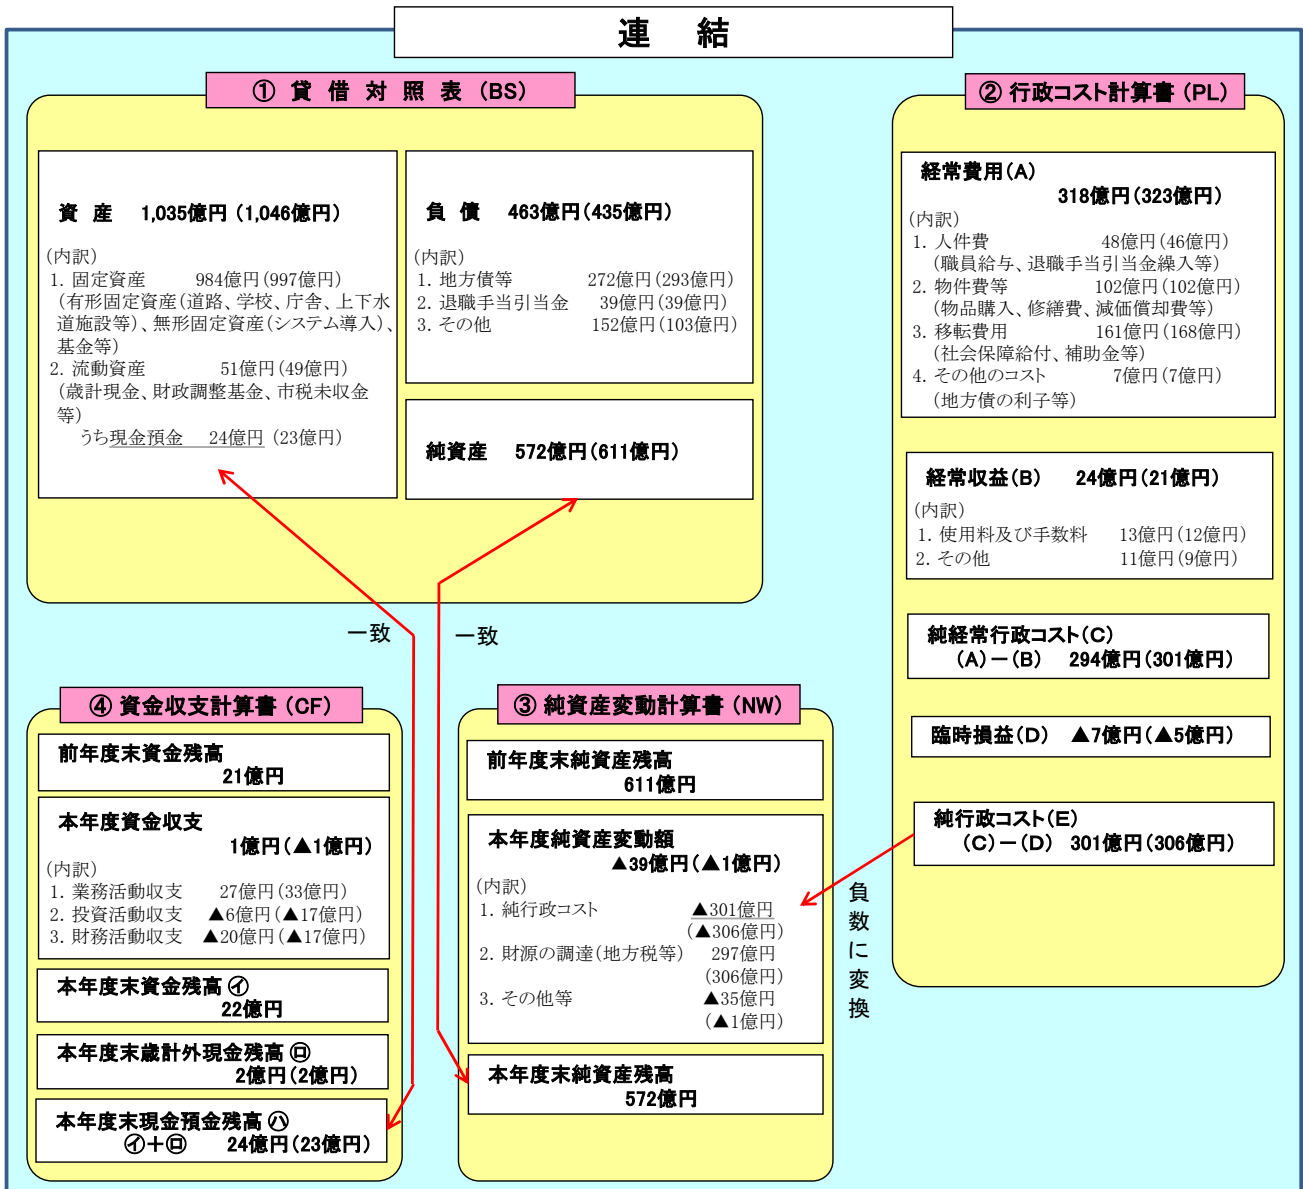 連 結
① 貸 借 対 照 表 (BS)
資 産 1,035億円 (1,046億円)
(内訳)
1. 固定資産 984億円(997億円)
(有形固定資産(道路、学校、庁舎、上下水
道施設等)、無形固定資産(システム導入)、
基金等)
2. 流動資産 51億円(49億円)
(歳計現金、財政調整基金、市税未収金
等)
うち現金預金 24億円 (23億円)
負 債 463億円(435億円)
(内訳)
1. 地方債等 272億円(293億円)
2. 退職手当引当金 39億円(39億円)
3. その他 152億円(103億円)
純資産 572億円(611億円)
② 行政コスト計算書 (PL)
経常費用(A)
318億円(323億円)
(内訳)
1. 人件費 48億円(46億円)
(職員給与、退職手当引当金繰入等)
2. 物件費等 102億円(102億円)
(物品購入、修繕費、減価償却費等)
3. 移転費用 161億円(168億円)
(社会保障給付、補助金等)
4. その他のコスト 7億円(7億円)
(地方債の利子等)
経常収益(B) 24億円(21億円)
(内訳)
1. 使用料及び手数料 13億円(12億円)
2. その他 11億円(9億円)
純経常行政コスト(C)
(A)-(B) 294億円(301億円)
臨時損益(D) ▲7億円(▲5億円)
純行政コスト(E)
(C)-(D) 301億円(306億円)
一致
一致
④ 資金収支計算書 (CF)
前年度末資金残高
21億円
本年度資金収支
1億円(▲1億円)
(内訳)
1. 業務活動収支 27億円(33億円)
2. 投資活動収支 ▲6億円(▲17億円)
3. 財務活動収支 ▲20億円(▲17億円)
本年度末資金残高 ㋑
22億円
本年度末歳計外現金残高 ㋺
2億円(2億円)
本年度末現金預金残高 ㋩
㋑+㋺ 24億円(23億円)
③ 純資産変動計算書 (NW)
前年度末純資産残高
611億円
本年度純資産変動額
▲39億円(▲1億円)
(内訳)
1. 純行政コスト ▲301億円
(▲306億円)
2. 財源の調達(地方税等) 297億円
(306億円)
3. その他等 ▲35億円
(▲1億円)
本年度末純資産残高
572億円
負数に変換